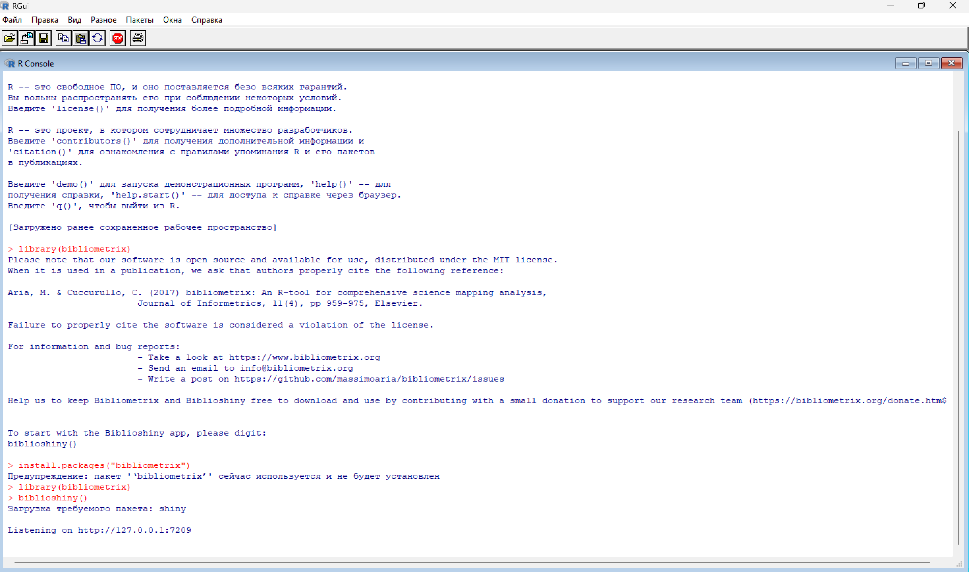 RGui
Файл Правка Вид Разное Пакеты Окна Справка
STOP
R Console
R -- это свободное ПО, и оно поставляется безо всяких гарантий.
Вы вольны распространять его при соблюдении некоторых условий.
Введите 'license()' для получения более подробной информации.
R -- это проект, в котором сотрудничает множество разработчиков.
Введите 'contributors()' для получения дополнительной информации и
'citation()' для ознакомления с правилами упоминания R и его пакетов
в публикациях.
Введите 'demo()' для запуска демонстрационных программ, 'help()' -- для
получения справки, 'help.start()' -- для доступа к справке через браузер.
Введите 'q()', чтобы выйти из R.
[Загружено ранее сохраненное рабочее пространство]
> library(bibliometrix)
Please note that our software is open source and available for use, distributed under the MIT license.
When it is used in a publication, we ask that authors properly cite the following reference:
Aria, M. & Cuccurullo, C. (2017) bibliometrix: An R-tool for comprehensive science mapping analysis,
Journal of Informetrics, 11(4), pp 959-975, Elsevier.
Failure to properly cite the software is considered a violation of the license.
For information and bug reports:
- Take a look at https://www.bibliometrix.org
- Send an email to info@bibliometrix.org
- Write a post on https://github.com/massimoaria/bibliometrix/issues
Help us to keep Bibliometrix and Biblioshiny free to download and use by contributing with a small donation to support our research team (https://bibliometrix.org/donate.htm$
To start with the Biblioshiny app, please digit:
biblioshiny()
> install.packages("bibliometrix")
Предупреждение: пакет '‘bibliometrix’' сейчас используется и не будет установлен
> library(bibliometrix)
> biblioshiny()
Загрузка требуемого пакета: shiny
Listening on http://127.0.0.1:7209